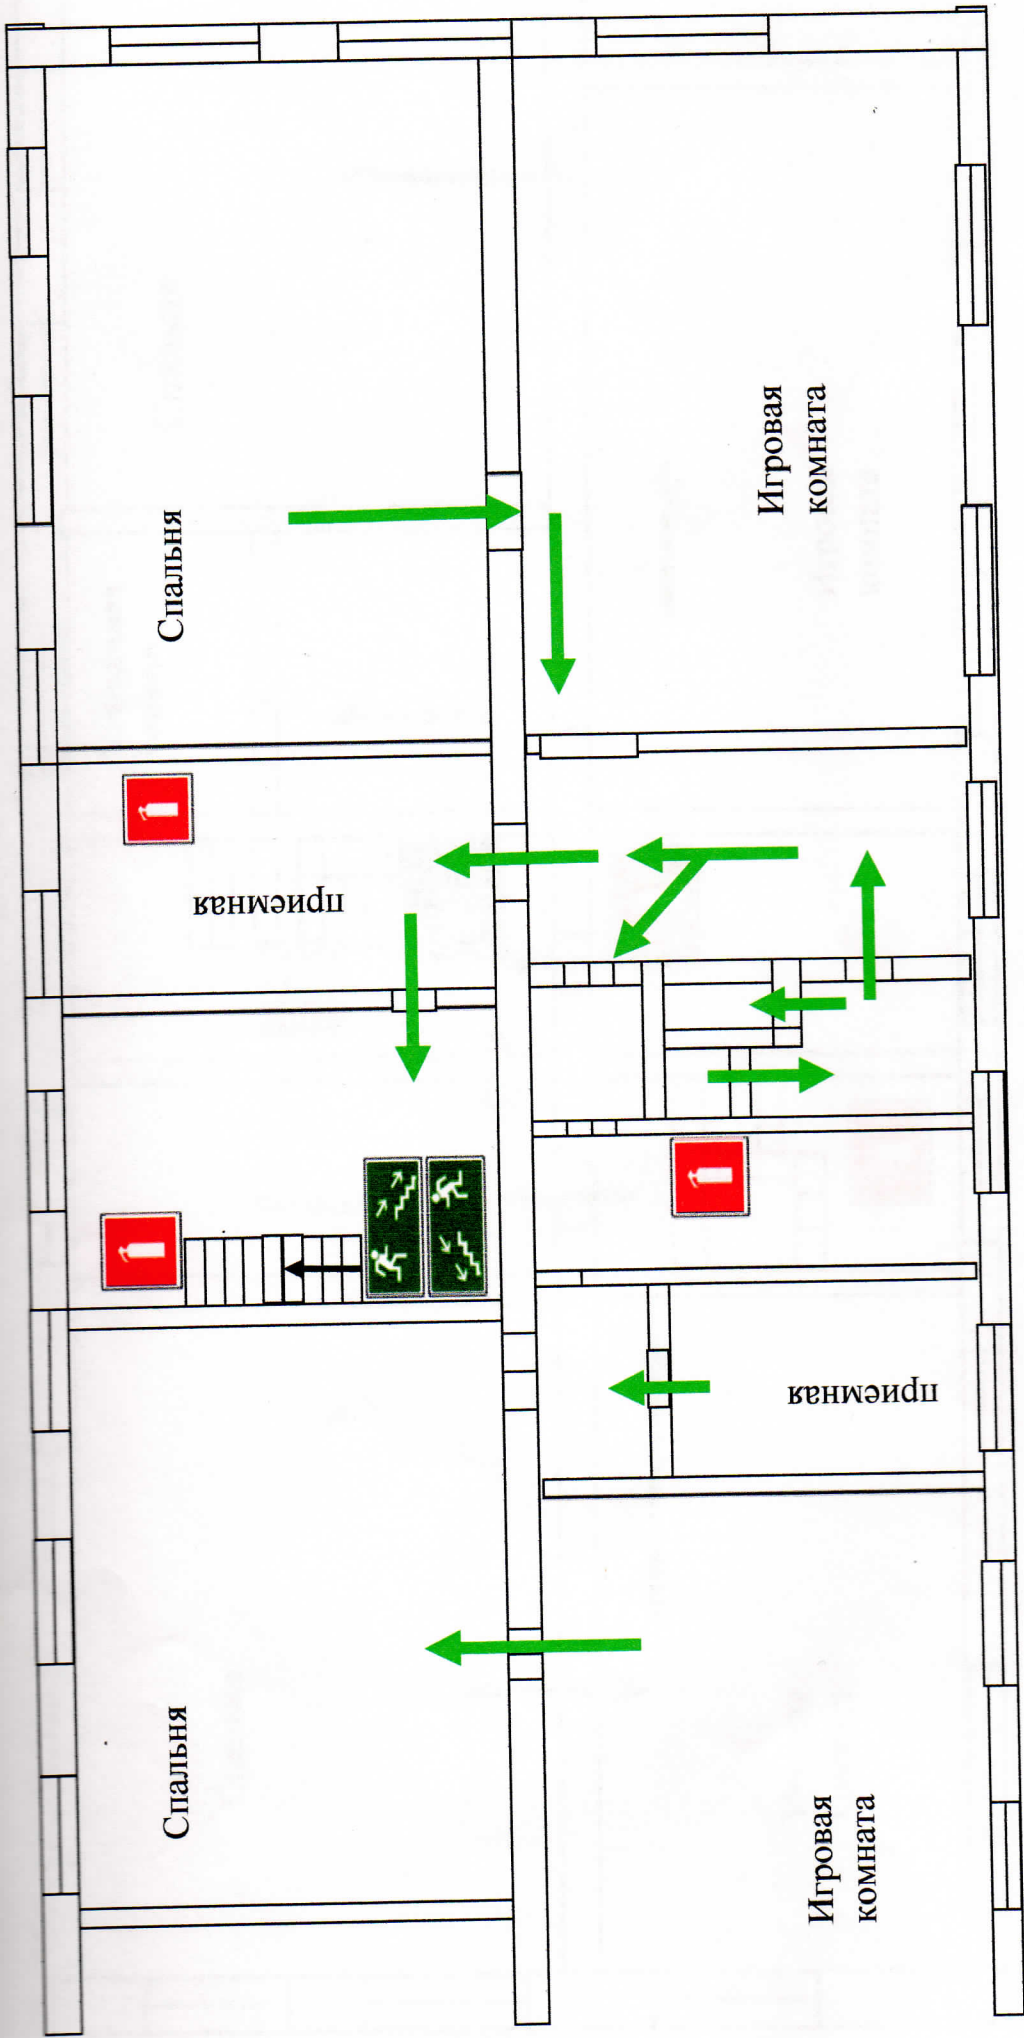 Спальня
Игровая
комната
приемная
приемная
Спальня
Игровая
комната